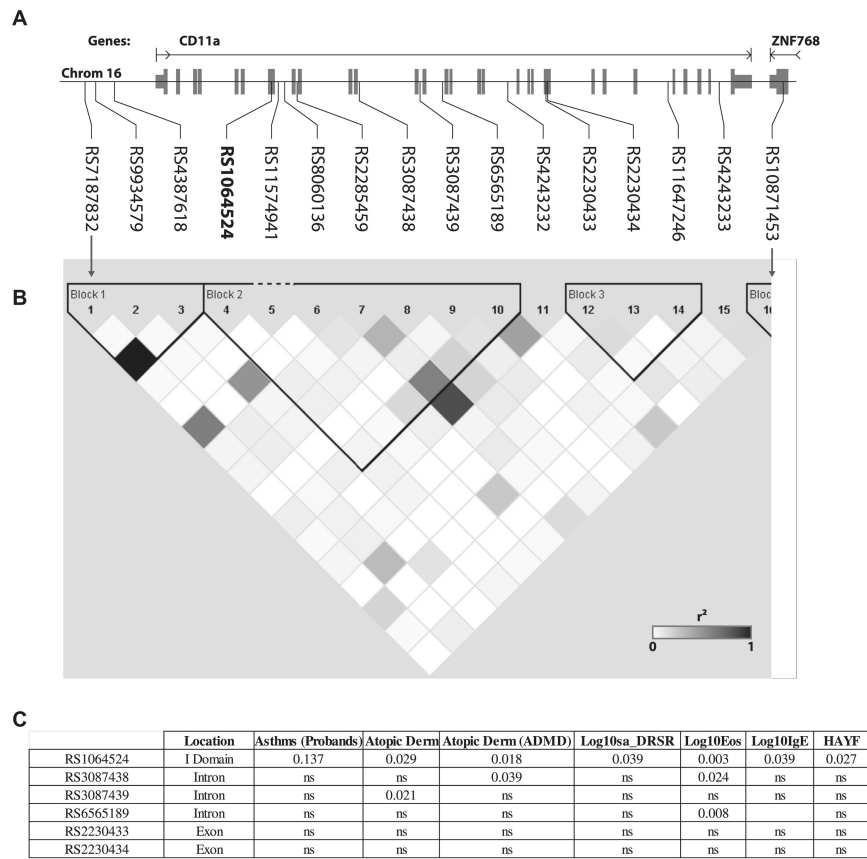 A
Genes: CD11a ZNF768
Chrom 16
RS7187832
RS9934579
RS4387618
RS1064524
RS11574941
RS8060136
RS2285459
RS3087438
RS3087439
RS6565189
RS4243232
RS2230433
RS2230434
RS11647246
RS4243233
RS10871453
B
Block 1 Block 2 Block 3 Bloc
1 2 3 4 5 6 7 8 9 10 11 12 13 14 15 16
r²
0 1
C
Location Asthms (Probands) Atopic Derm Atopic Derm (ADMD) Log10sa_DRSR Log10Eos Log10IgE HAYF
RS1064524 I Domain 0.137 0.029 0.018 0.039 0.003 0.039 0.027
RS3087438 Intron ns ns 0.039 ns 0.024 ns ns
RS3087439 Intron ns 0.021 ns ns ns ns ns
RS6565189 Intron ns ns ns ns 0.008 ns
RS2230433 Exon ns ns ns ns ns ns ns
RS2230434 Exon ns ns ns ns ns ns ns